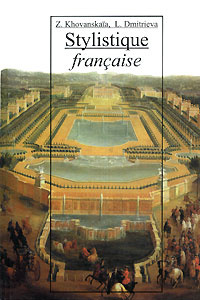 Z. Khovanskaïa, L. Dmitrieva
Stylistique
française